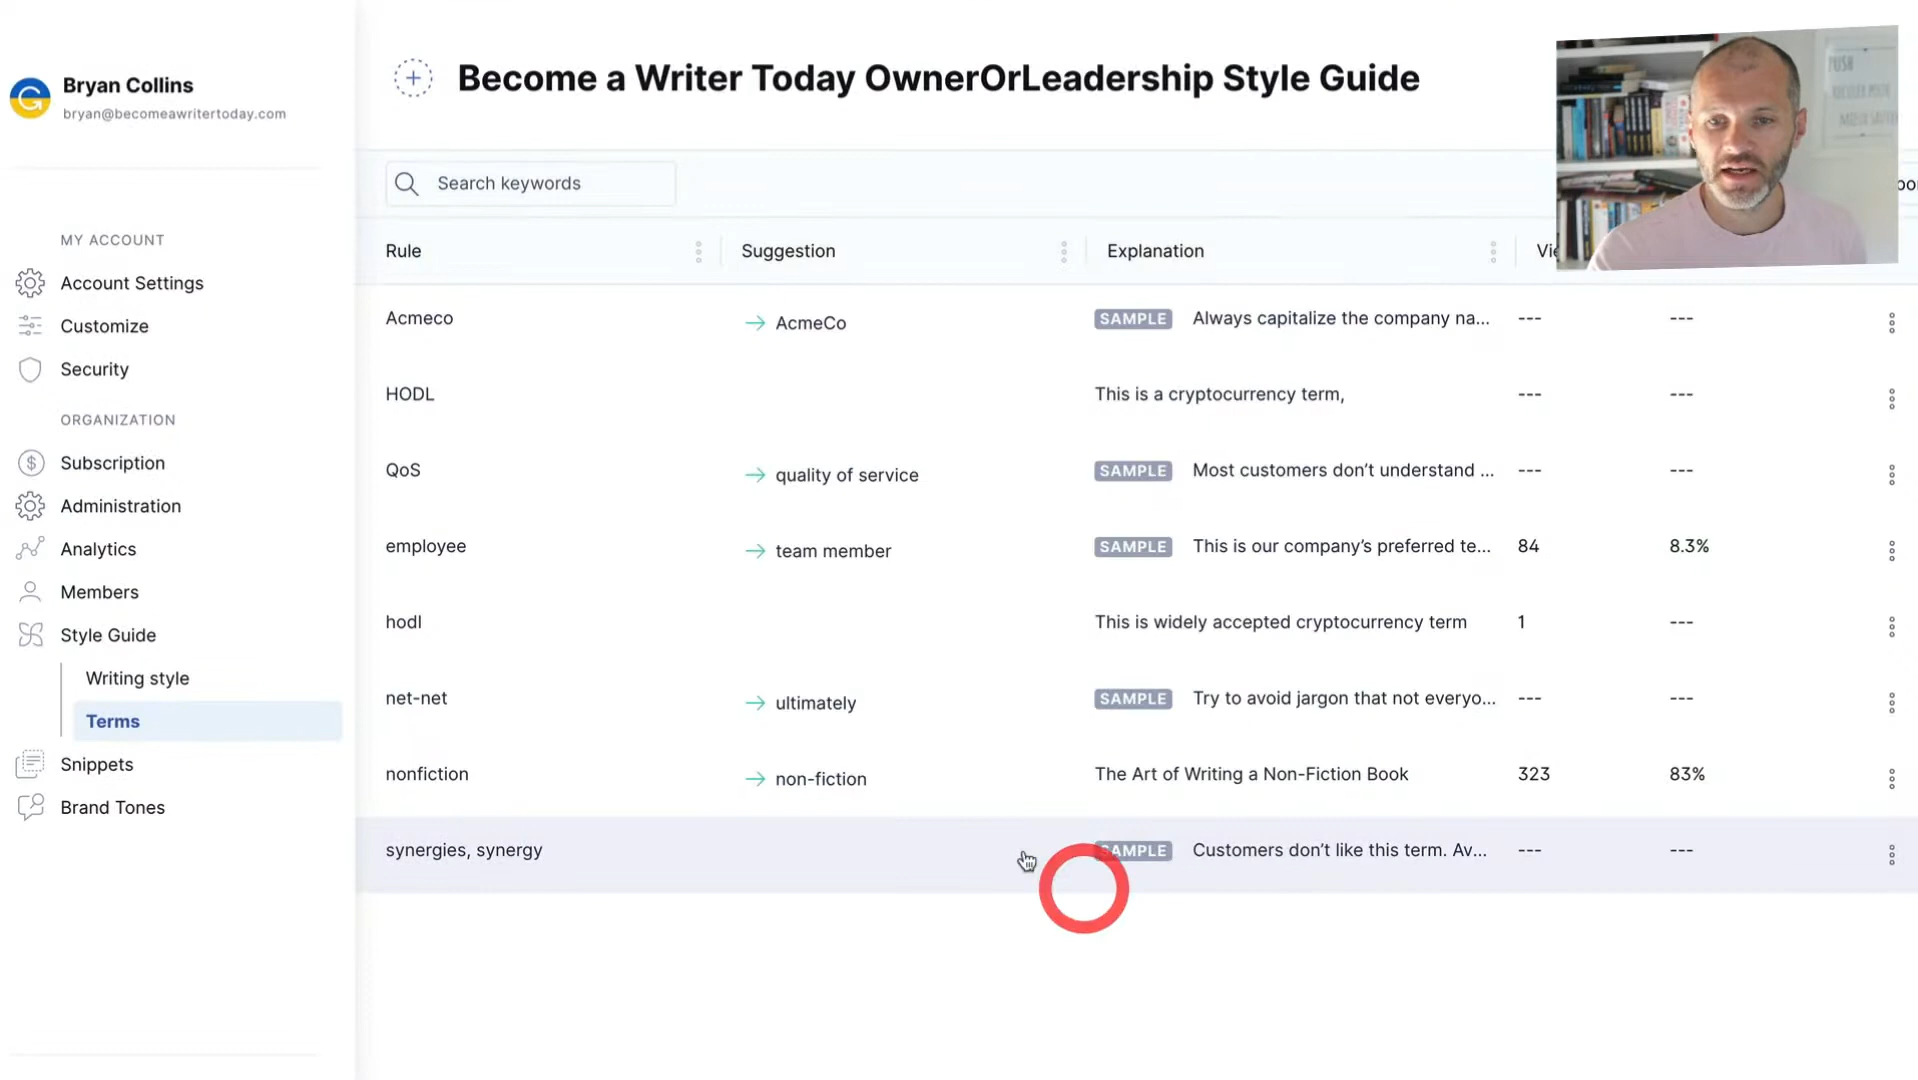 Bryan Collins
bryan@becomeawritertoday.com
MY ACCOUNT
Account Settings
Customize
Security
ORGANIZATION
Subscription
Administration
Analytics
Members
Style Guide
Writing style
Terms
Snippets
Brand Tones
Become a Writer Today OwnerOrLeadership Style Guide
Search keywords
Rule Suggestion Explanation
Acmeco → AcmeCo SAMPLE Always capitalize the company na... --- ---
HODL This is a cryptocurrency term, --- ---
QoS → quality of service SAMPLE Most customers don’t understand ... --- ---
employee → team member SAMPLE This is our company’s preferred te... 84 8.3%
hodl This is widely accepted cryptocurrency term 1 ---
net-net → ultimately SAMPLE Try to avoid jargon that not everyo... --- ---
nonfiction → non-fiction The Art of Writing a Non-Fiction Book 323 83%
synergies, synergy SAMPLE Customers don’t like this term. Av... --- ---
PUSH